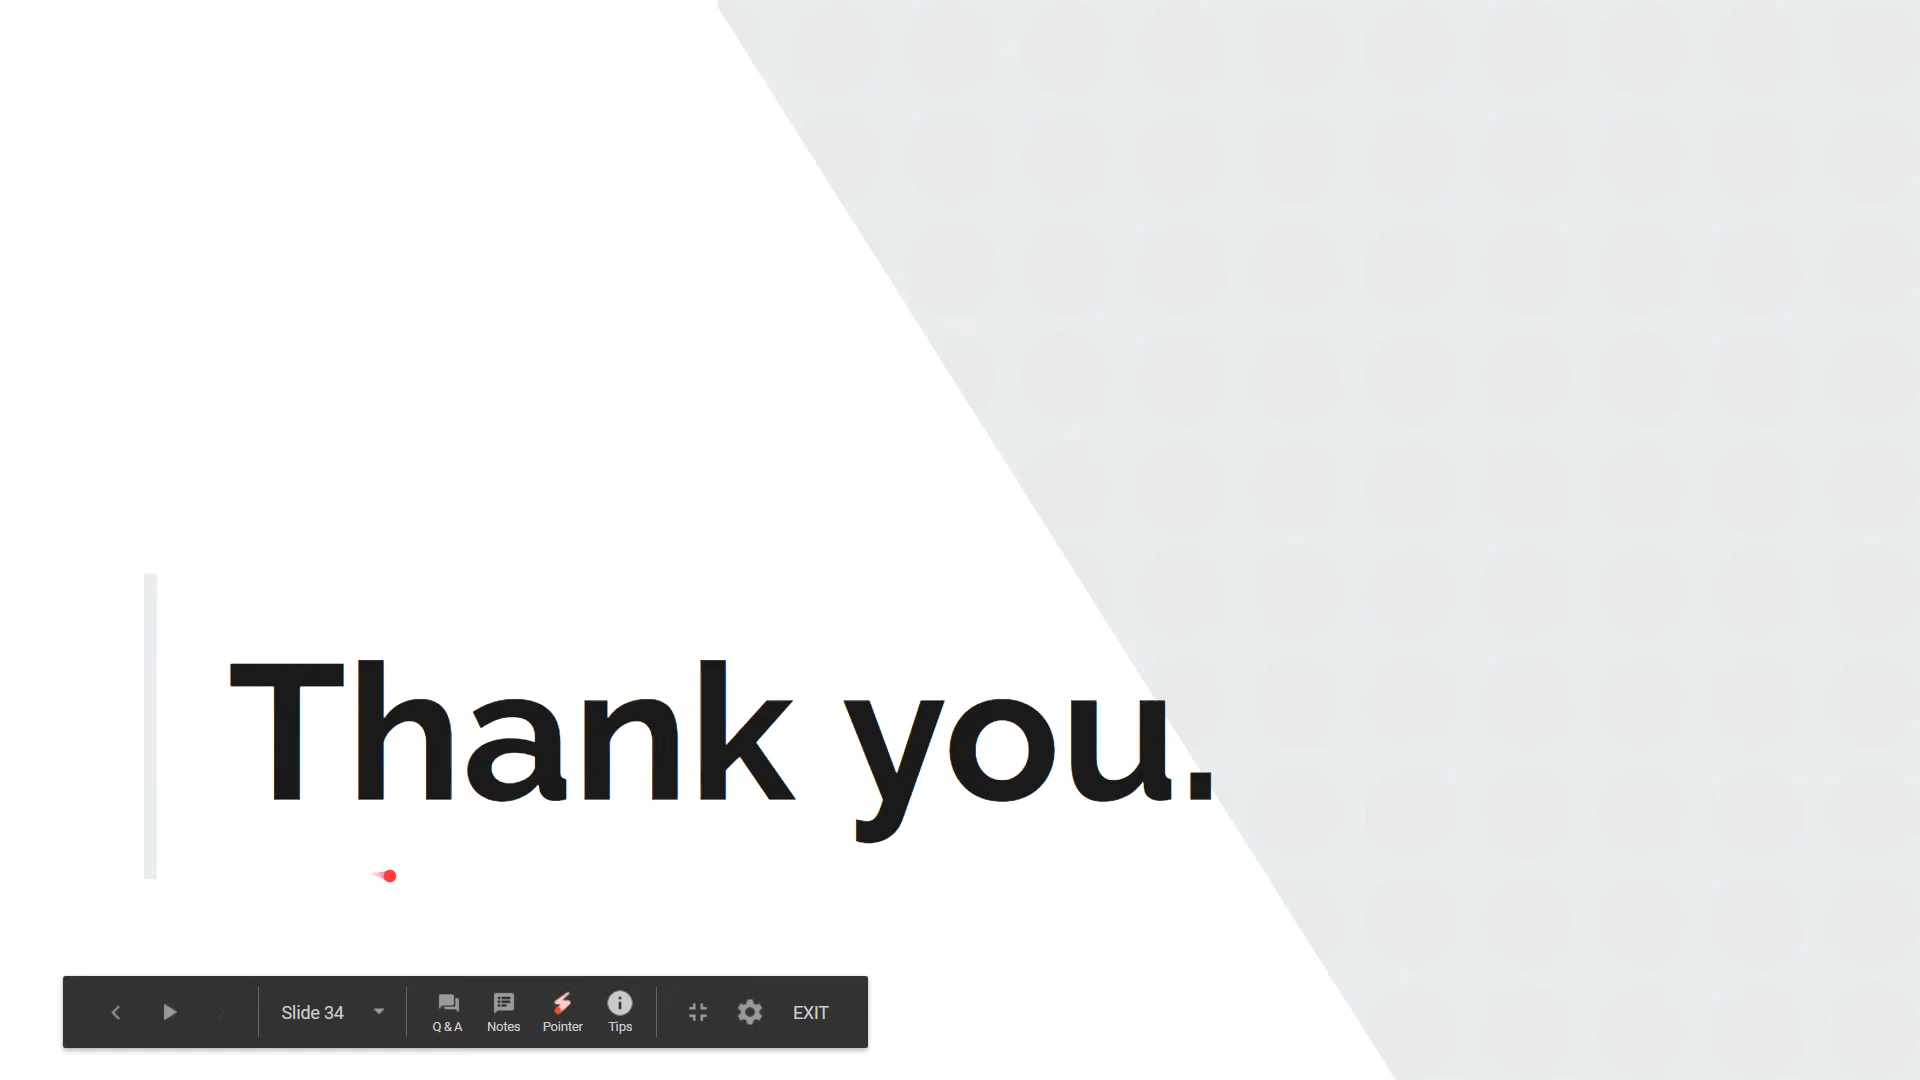 Thank you.
Slide 34
Q & A
Notes
Pointer
Tips
EXIT